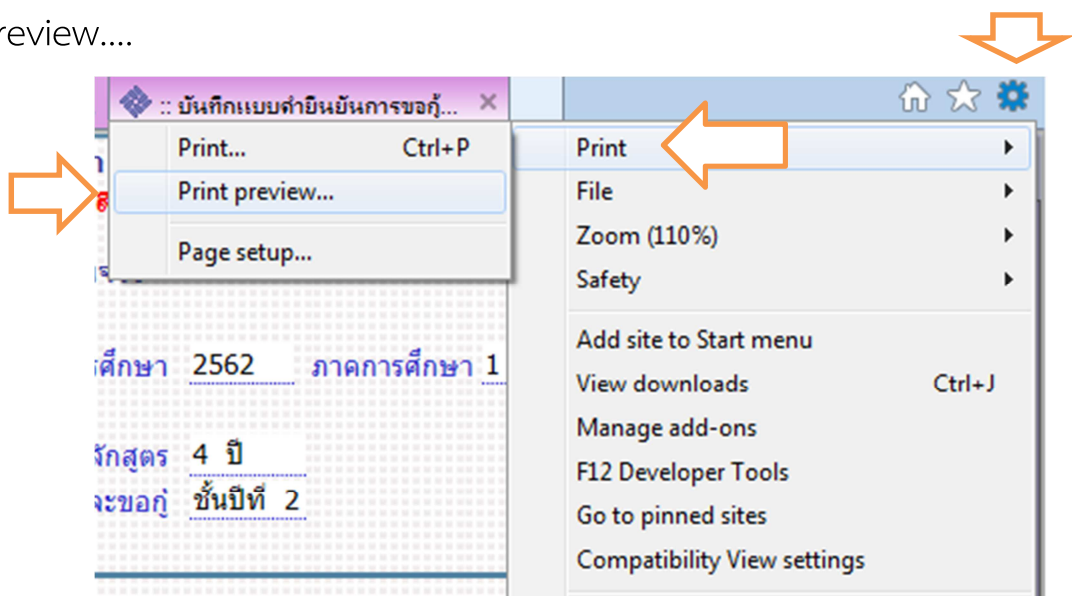 review....
:: บันทึกแบบคำยืนยันการขอกู้...
Print... Ctrl+P
Print preview...
Page setup...
Print
File
Zoom (110%)
Safety
Add site to Start menu
View downloads Ctrl+J
Manage add-ons
F12 Developer Tools
Go to pinned sites
Compatibility View settings
ศึกษา 2562 ภาคการศึกษา 1
ลักสูตร 4 ปี
จะขอกู่ ชั้นปีที่ 2